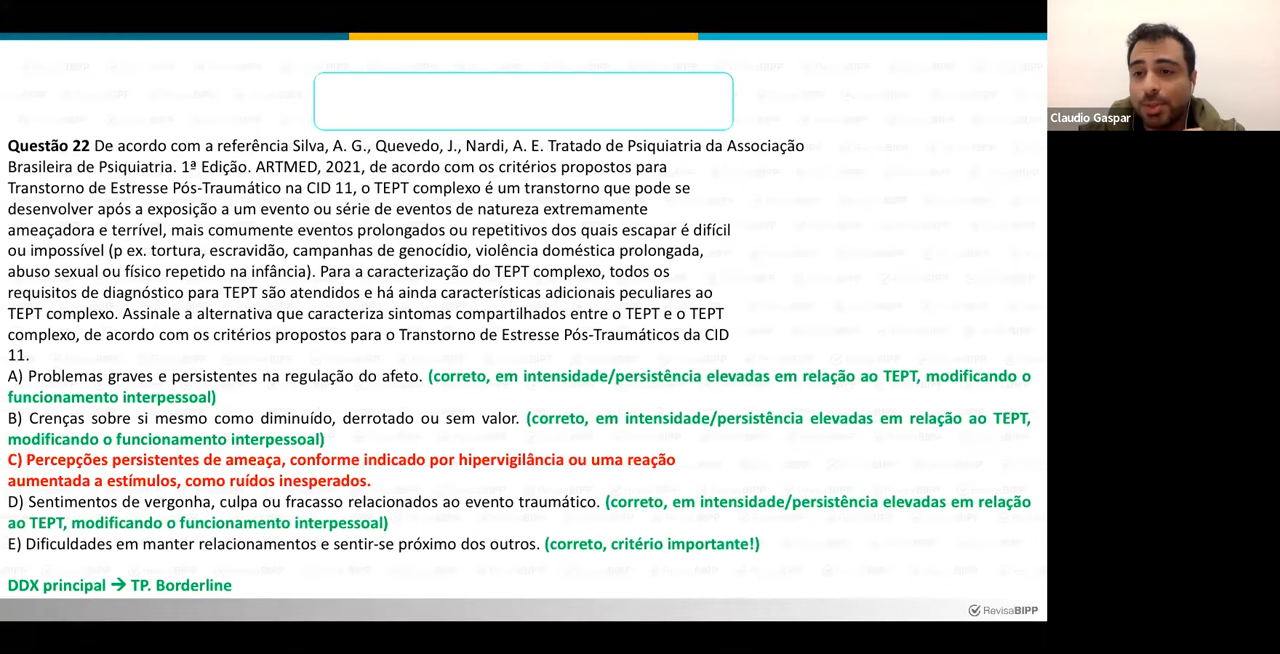 Claudio Gaspar
Questão 22 De acordo com a referência Silva, A. G., Quevedo, J., Nardi, A. E. Tratado de Psiquiatria da Associação
Brasileira de Psiquiatria. 1ª Edição. ARTMED, 2021, de acordo com os critérios propostos para
Transtorno de Estresse Pós-Traumático na CID 11, o TEPT complexo é um transtorno que pode se
desenvolver após a exposição a um evento ou série de eventos de natureza extremamente
ameaçadora e terrível, mais comumente eventos prolongados ou repetitivos dos quais escapar é difícil
ou impossível (p ex. tortura, escravidão, campanhas de genocídio, violência doméstica prolongada,
abuso sexual ou físico repetido na infância). Para a caracterização do TEPT complexo, todos os
requisitos de diagnóstico para TEPT são atendidos e há ainda características adicionais peculiares ao
TEPT complexo. Assinale a alternativa que caracteriza sintomas compartilhados entre o TEPT e o TEPT
complexo, de acordo com os critérios propostos para o Transtorno de Estresse Pós-Traumáticos da CID
11.
A) Problemas graves e persistentes na regulação do afeto. (correto, em intensidade/persistência elevadas em relação ao TEPT, modificando o
funcionamento interpessoal)
B) Crenças sobre si mesmo como diminuído, derrotado ou sem valor. (correto, em intensidade/persistência elevadas em relação ao TEPT,
modificando o funcionamento interpessoal)
C) Percepções persistentes de ameaça, conforme indicado por hipervigilância ou uma reação
aumentada a estímulos, como ruídos inesperados.
D) Sentimentos de vergonha, culpa ou fracasso relacionados ao evento traumático. (correto, em intensidade/persistência elevadas em relação
ao TEPT, modificando o funcionamento interpessoal)
E) Dificuldades em manter relacionamentos e sentir-se próximo dos outros. (correto, critério importante!)
DDX principal → TP. Borderline
RevisaBIPP